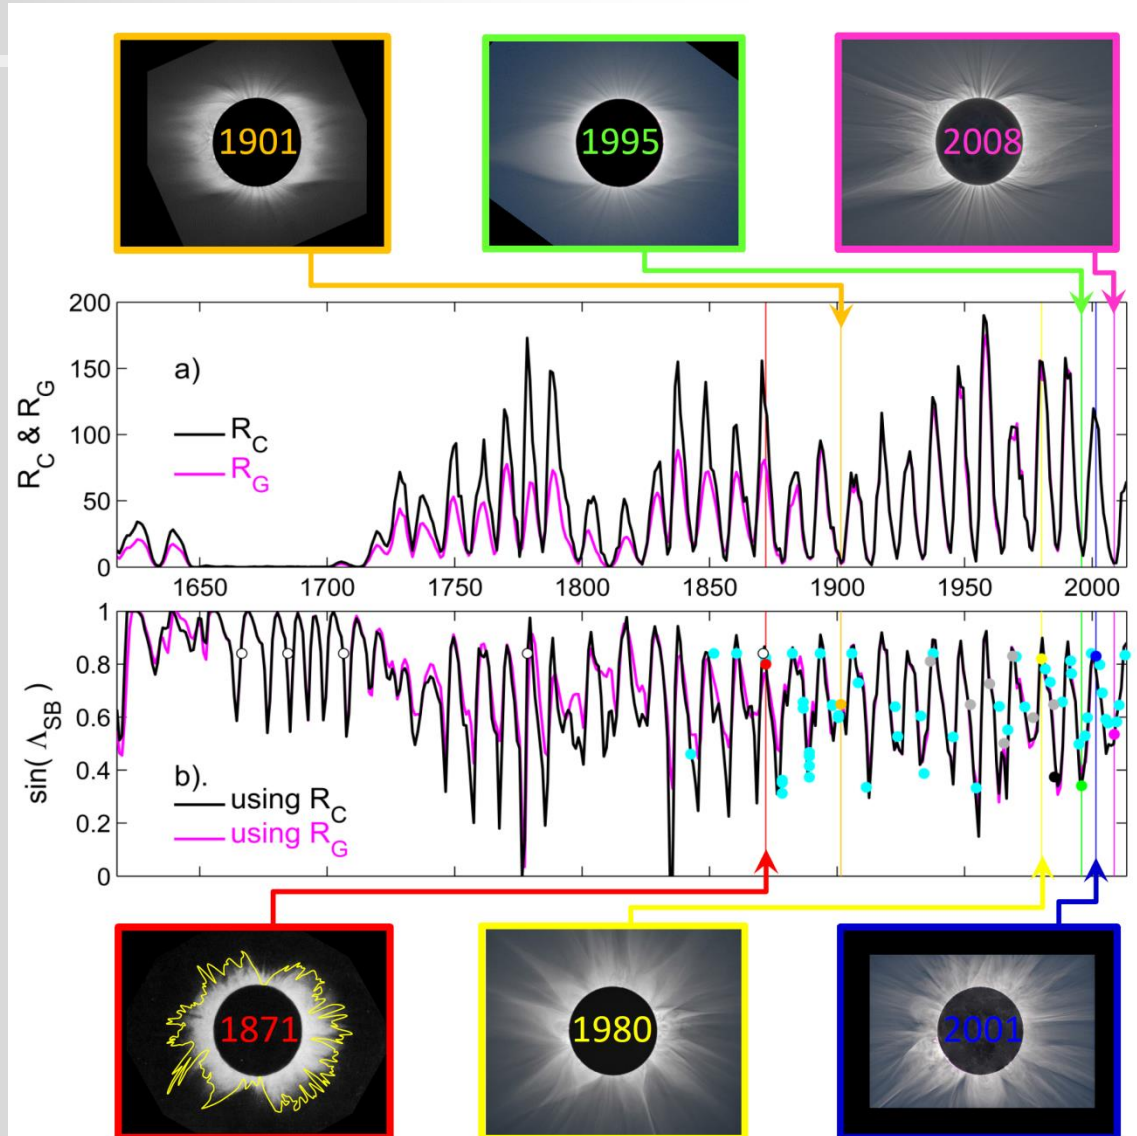 1901
1995
2008
200
150
100
50
0
R_C & R_G
a)
R_C
R_G
1650 1700 1750 1800 1850 1900 1950 2000
1
0.8
0.6
0.4
0.2
0
sin( Λ_SB)
b).
using R_C
using R_G
1871
1980
2001